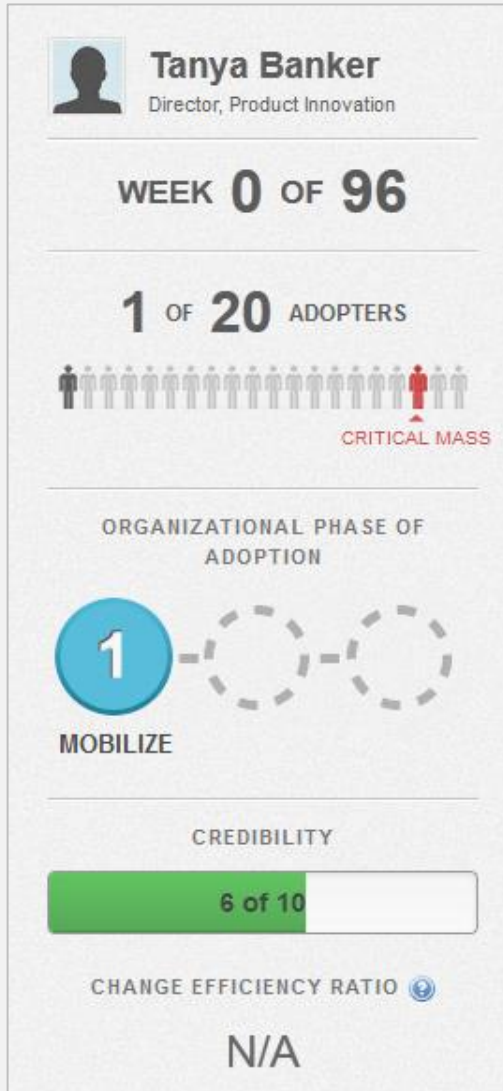 Tanya Banker
Director, Product Innovation
WEEK 0 OF 96
1 OF 20 ADOPTERS
CRITICAL MASS
ORGANIZATIONAL PHASE OF
ADOPTION
1
MOBILIZE
CREDIBILITY
6 of 10
CHANGE EFFICIENCY RATIO ?
N/A